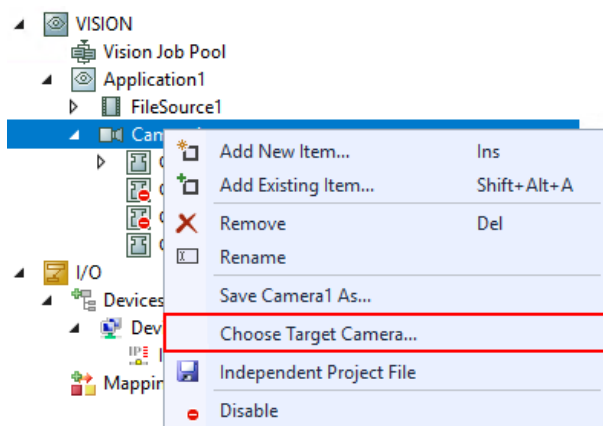 VISION
Vision Job Pool
Application1
FileSource1
Add New Item... Ins
Add Existing Item... Shift+Alt+A
Remove Del
Rename
Save Camera1 As...
I/O
Devices
Choose Target Camera...
Independent Project File
Disable